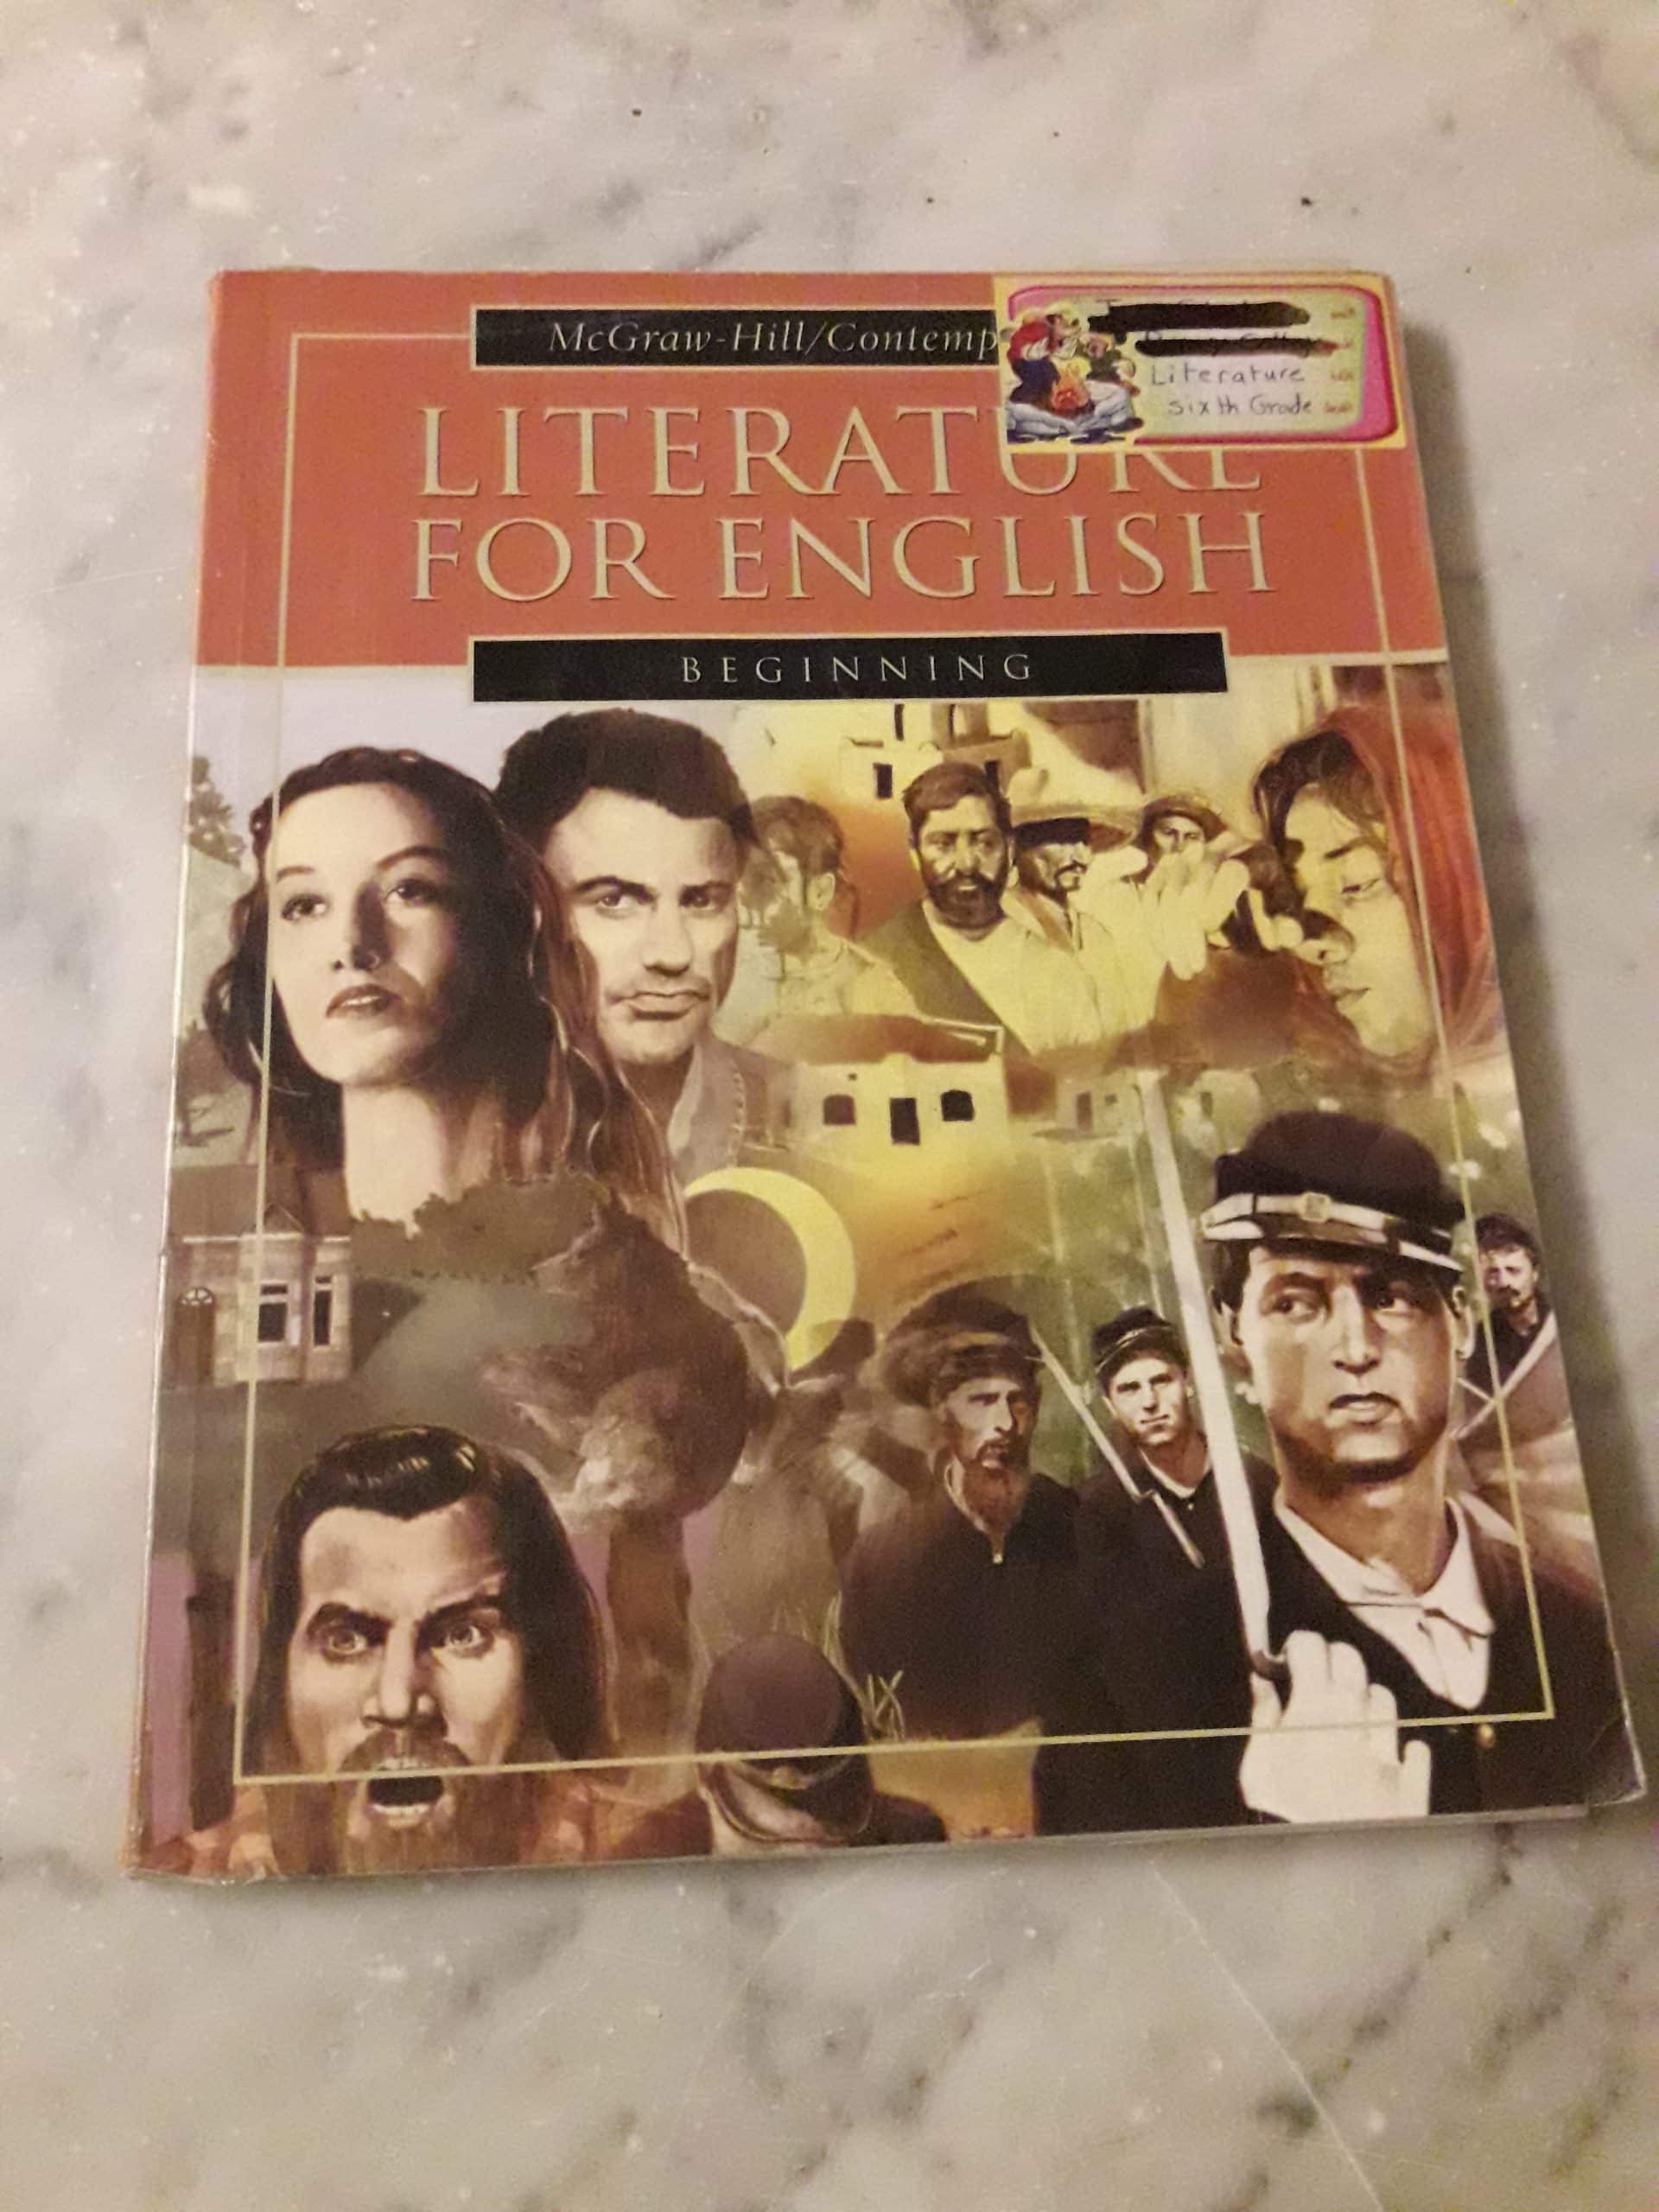 McGraw-Hill/Contemp
LITERATURE
FOR ENGLISH
BEGINNING
Literature
sixth Grade